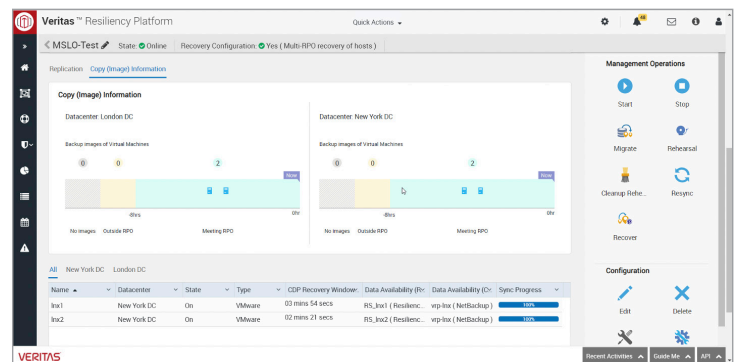 Veritas™ Resiliency Platform
Quick Actions
48
MSLO-Test
State: Online
Recovery Configuration: Yes ( Multi-RPO recovery of hosts )
Replication
Copy (Image) Information
Copy (Image) Information
Datacenter: London DC
Backup images of Virtual Machines
0 0 2
Now
-8hrs 0hr
No images Outside RPO Meeting RPO
Datacenter: New York DC
Backup images of Virtual Machines
0 0 2
Now
-8hrs 0hr
No images Outside RPO Meeting RPO
All New York DC London DC
Name Datacenter State Type CDP Recovery Window Data Availability (R Data Availability (C Sync Progress
lnx1 New York DC On VMware 03 mins 54 secs RS_lnx1 ( Resilienc... vrp-lnx ( NetBackup ) 100%
lnx2 New York DC On VMware 02 mins 21 secs RS_lnx2 ( Resilienc... vrp-lnx ( NetBackup ) 100%
Management Operations
Start Stop
Migrate Rehearsal
Cleanup Rehe... Resync
Recover
Configuration
Edit Delete
VERITAS
Recent Activities Guide Me API